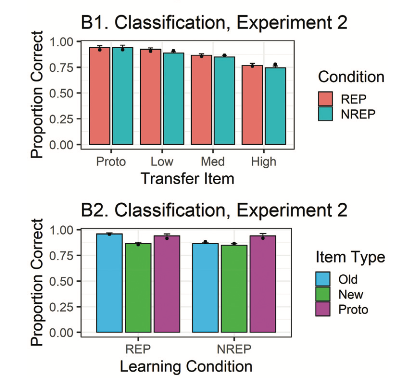 B1. Classification, Experiment 2
Proportion Correct
1.00
0.75
0.50
0.25
0.00
Proto Low Med High
Transfer Item
Condition
REP
NREP
B2. Classification, Experiment 2
Proportion Correct
1.00
0.75
0.50
0.25
0.00
REP NREP
Learning Condition
Item Type
Old
New
Proto